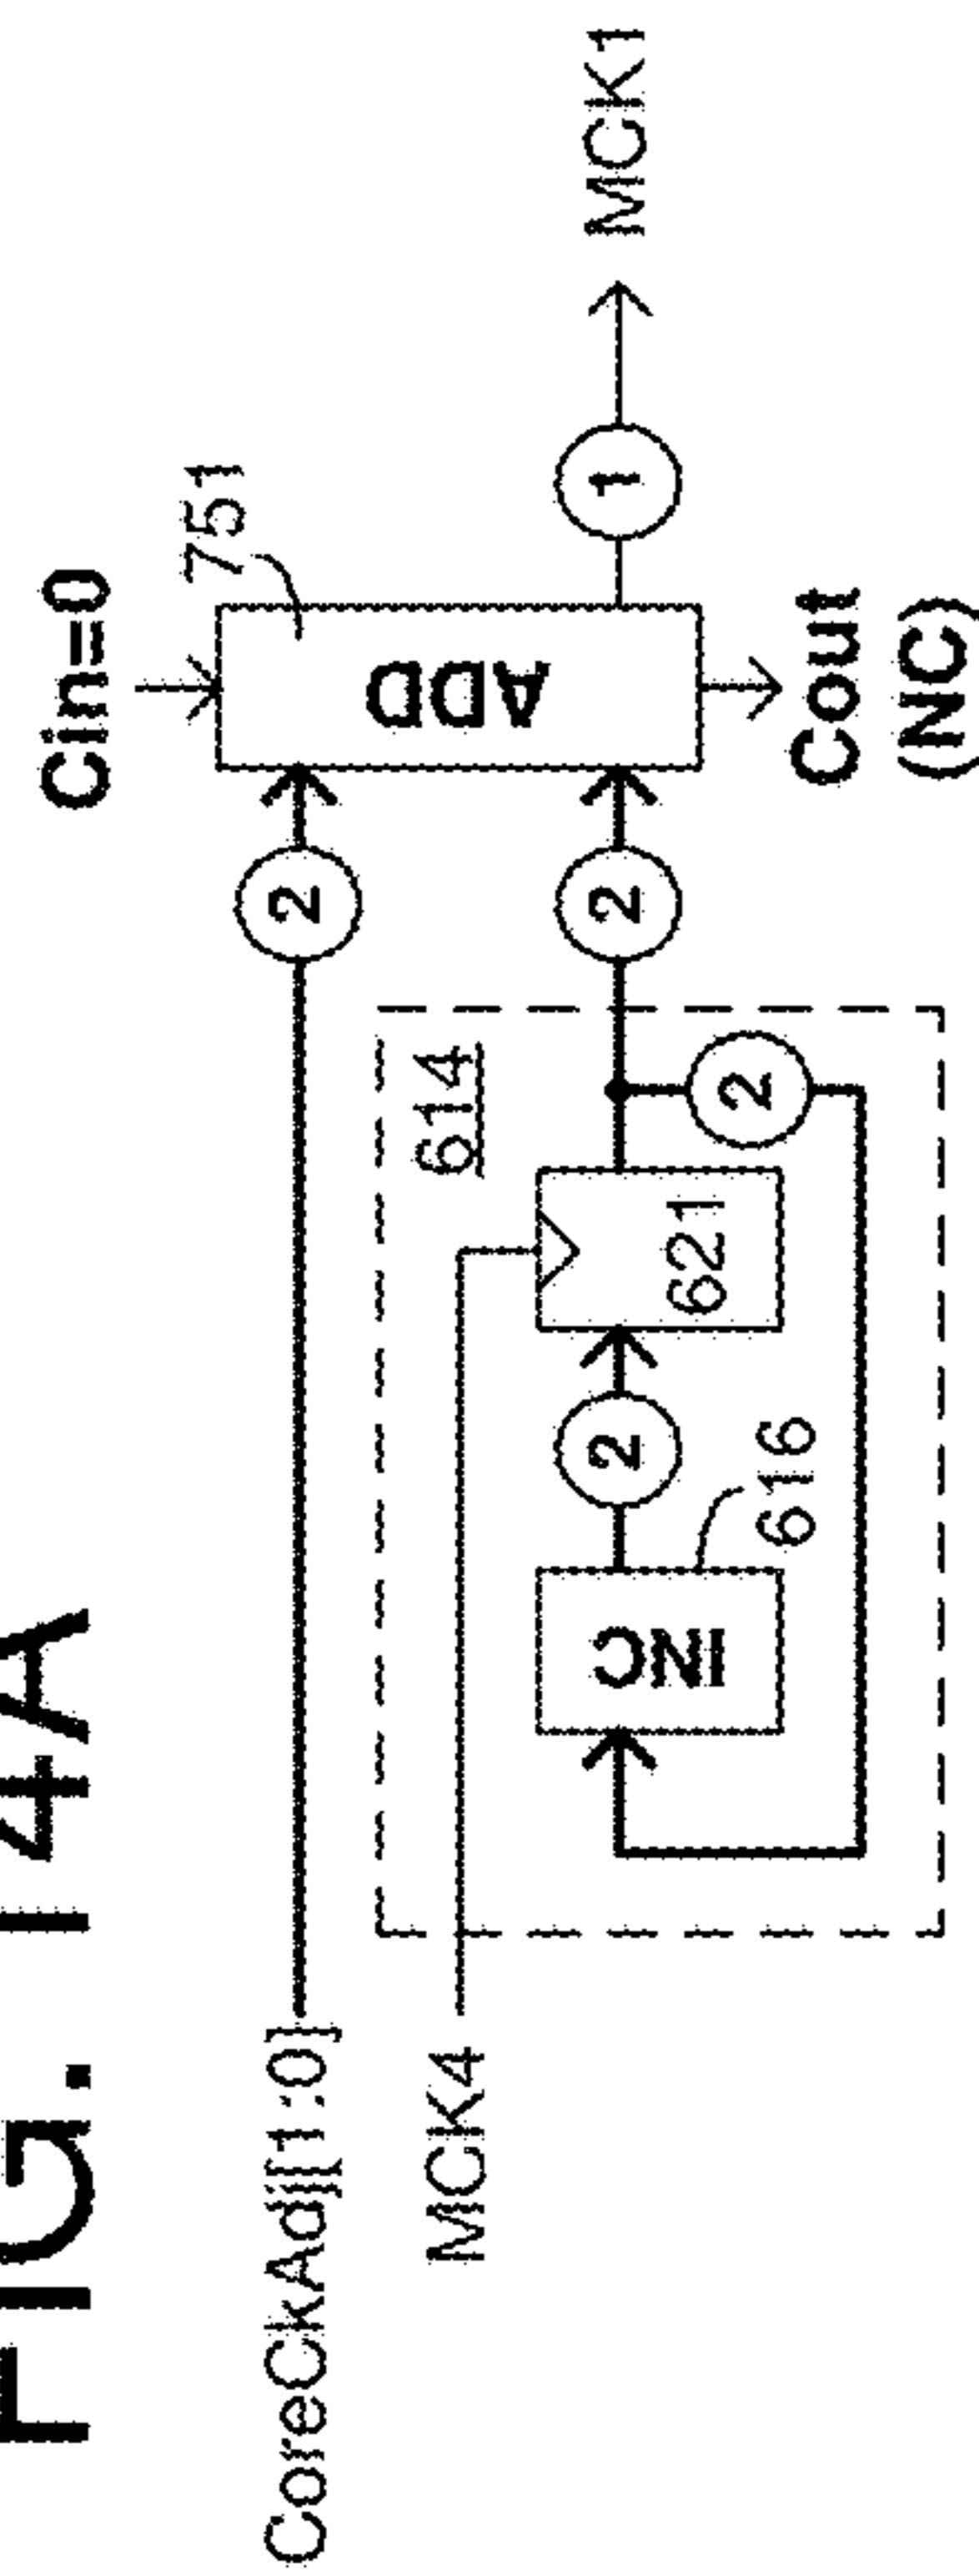 FIG. 14A
Cin=0
751
CoreCkAdj[1:0]
2
ADD
MCK4
614
2
1
MCK1
INC
2
621
616
2
Cout
(NC)